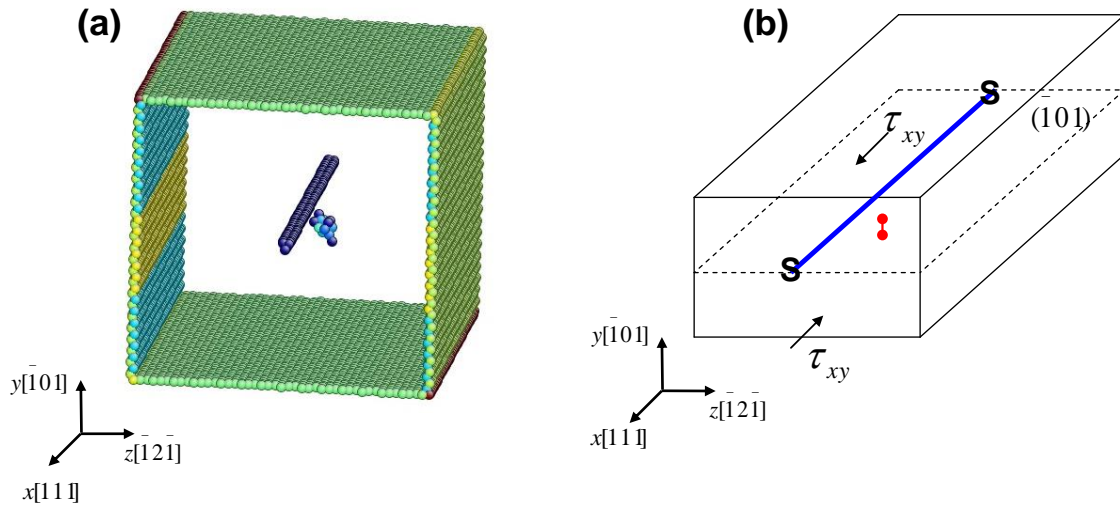 (a)
y[1̄01]
z[1̄21̄]
x[111]
(b)
S
(1̄01)
τxy
S
τxy
y[1̄01]
z[1̄21̄]
x[111]